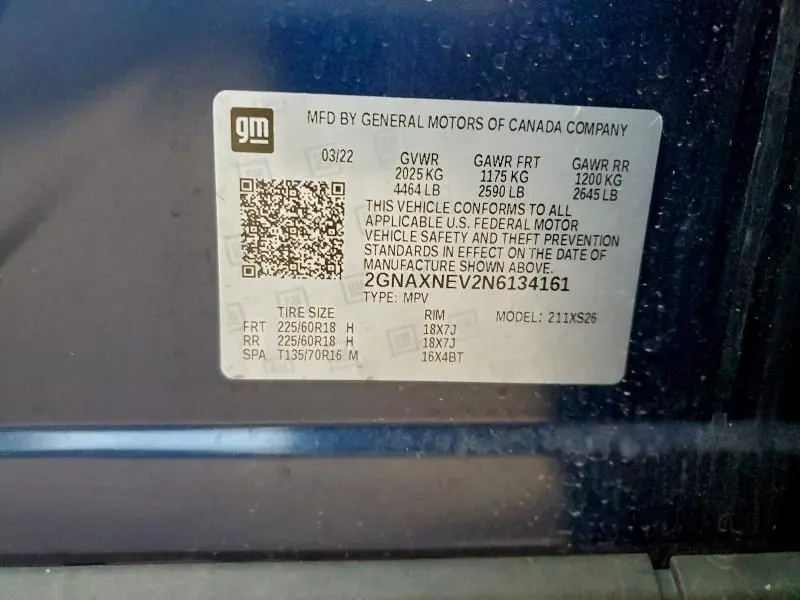 gm
MFD BY GENERAL MOTORS OF CANADA COMPANY
03/22 GVWR GAWR FRT GAWR RR
2025 KG 1175 KG 1200 KG
4464 LB 2590 LB 2645 LB
THIS VEHICLE CONFORMS TO ALL
APPLICABLE U.S. FEDERAL MOTOR
VEHICLE SAFETY AND THEFT PREVENTION
STANDARDS IN EFFECT ON THE DATE OF
MANUFACTURE SHOWN ABOVE.
2GNAXNEV2N6134161
TYPE: MPV
TIRE SIZE RIM MODEL: 211XS26
FRT 225/60R18 H 18X7J
RR 225/60R18 H 18X7J
SPA T135/70R16 M 16X4BT